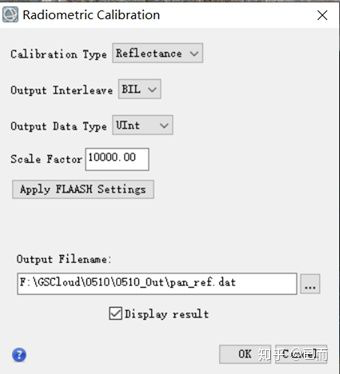 Radiometric Calibration
Calibration Type Reflectance
Output Interleave BIL
Output Data Type UInt
Scale Factor 10000.00
Apply FLAASH Settings
Output Filename:
F:\GSCloud\0510\0510_Out\pan_ref.dat ...
Display result
? OK Cancel
知乎